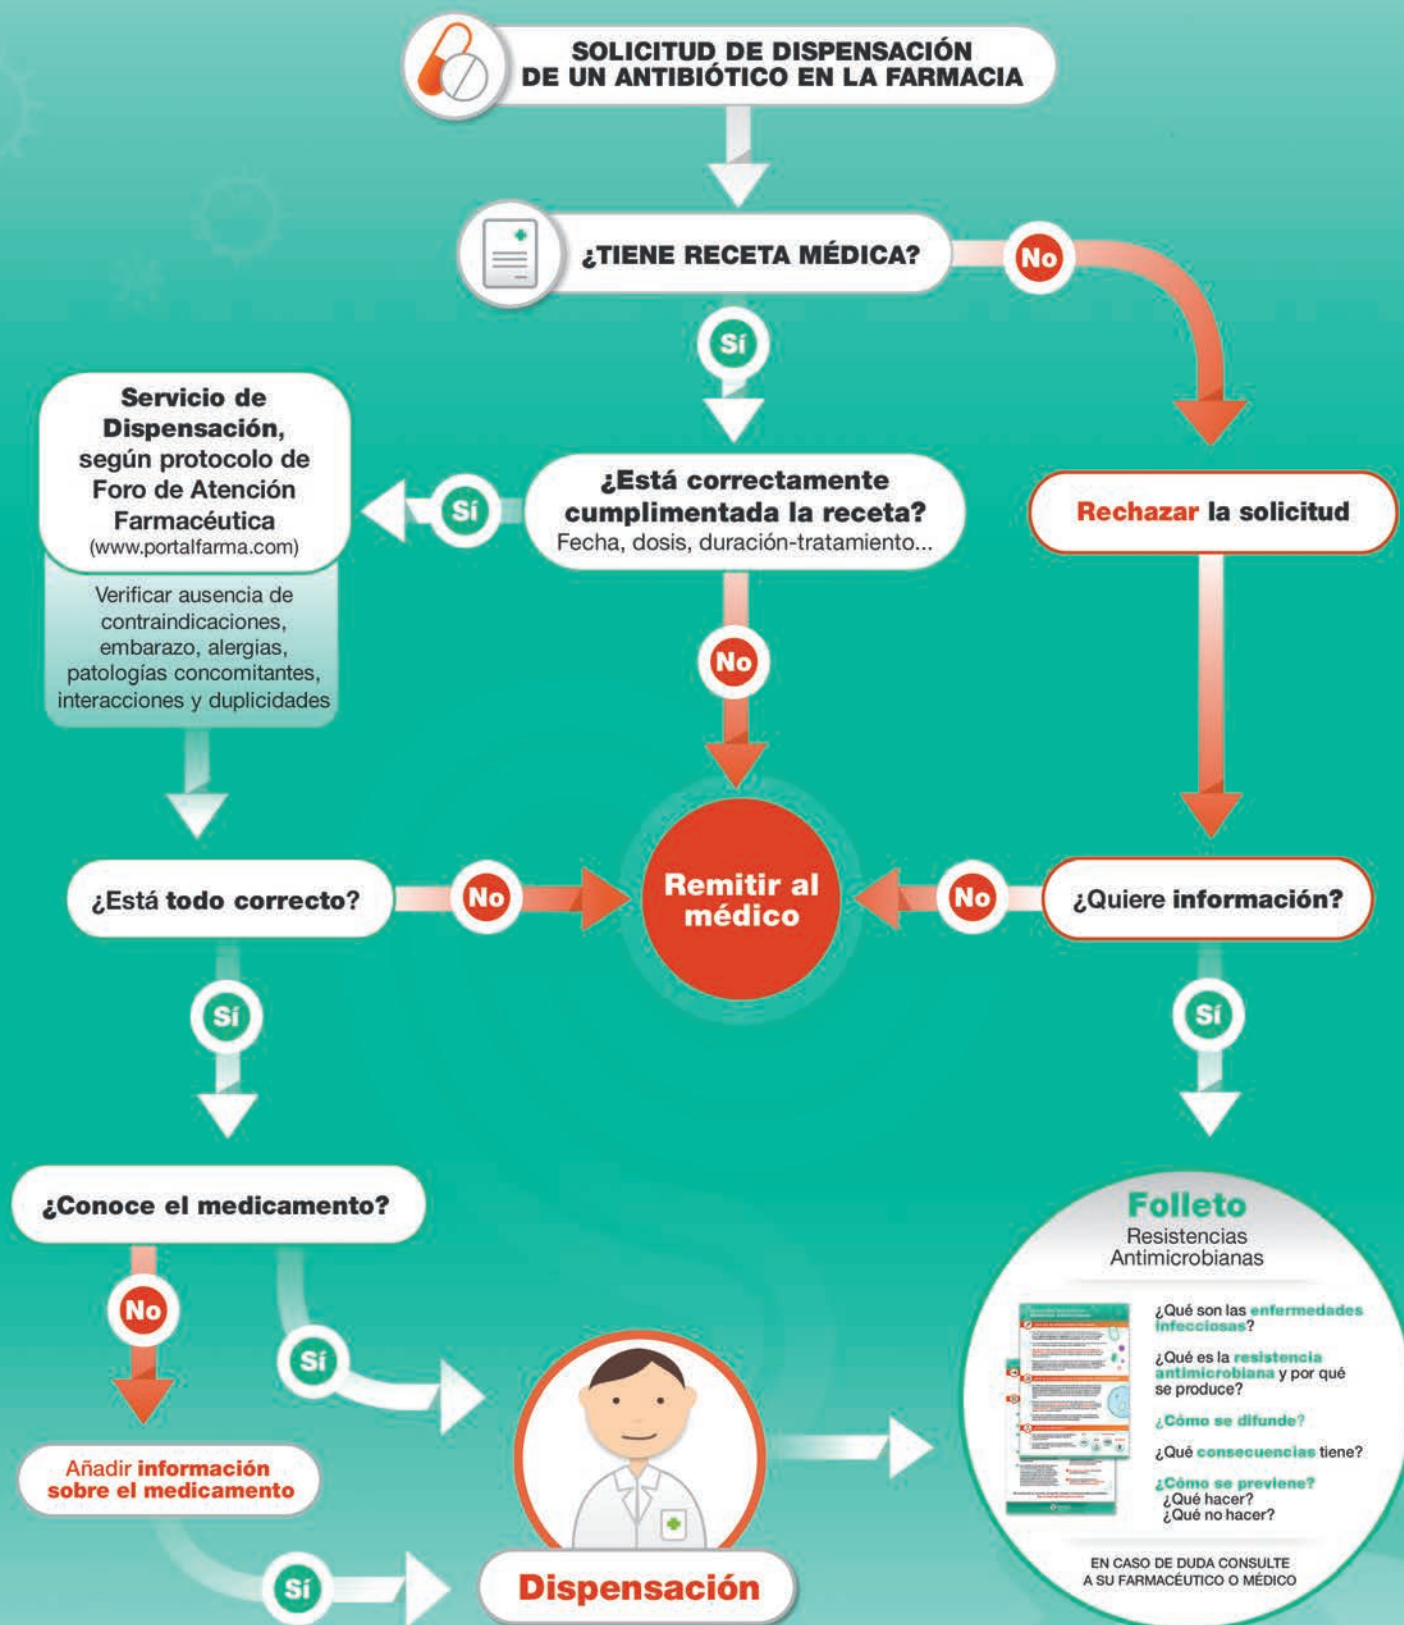 SOLICITUD DE DISPENSACIÓN
DE UN ANTIBIÓTICO EN LA FARMACIA
¿TIENE RECETA MÉDICA?
No
Sí
Servicio de
Dispensación,
según protocolo de
Foro de Atención
Farmacéutica
(www.portalfarma.com)
Verificar ausencia de
contraindicaciones,
embarazo, alergias,
patologías concomitantes,
interacciones y duplicidades
Sí
¿Está correctamente
cumplimentada la receta?
Fecha, dosis, duración-tratamiento...
Rechazar la solicitud
No
¿Está todo correcto?
No
Remitir al
médico
No
¿Quiere información?
Sí
Sí
¿Conoce el medicamento?
No
Sí
Añadir información
sobre el medicamento
Sí
Dispensación
Folleto
Resistencias
Antimicrobianas
¿Qué son las enfermedades
infecciosas?
¿Qué es la resistencia
antimicrobiana y por qué
se produce?
¿Cómo se difunde?
¿Qué consecuencias tiene?
¿Cómo se previene?
¿Qué hacer?
¿Qué no hacer?
EN CASO DE DUDA CONSULTE
A SU FARMACÉUTICO O MÉDICO